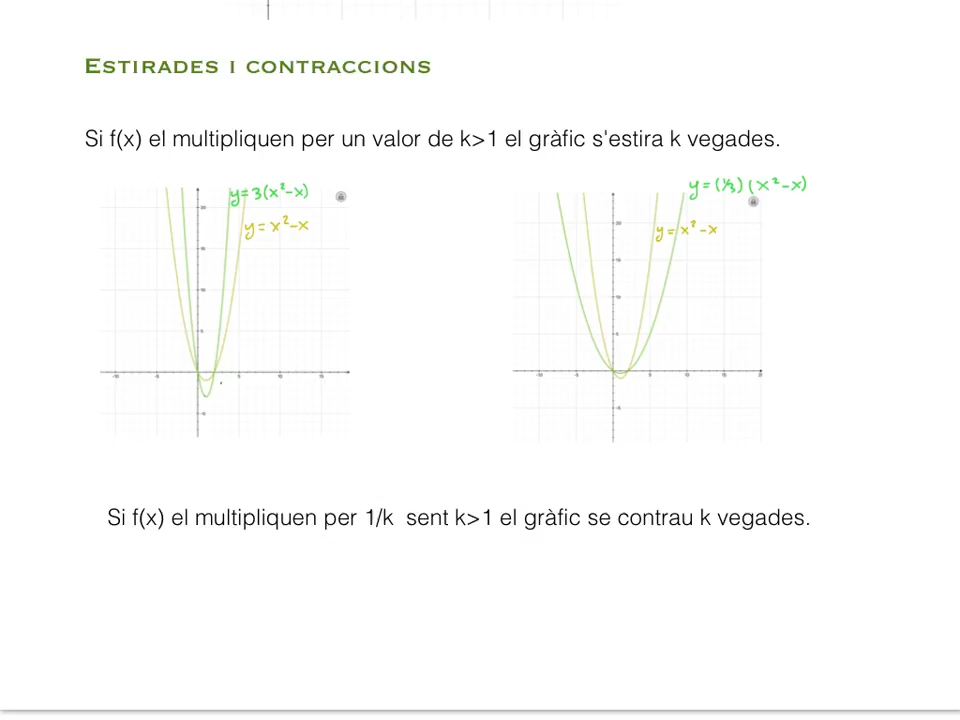 ESTIRADES I CONTRACCIONS
Si f(x) el multipliquen per un valor de k>1 el gràfic s'estira k vegades.
y=3(x²-x)
y=x²-x
y=(1/3)(x²-x)
y=x²-x
Si f(x) el multipliquen per 1/k sent k>1 el gràfic se contrau k vegades.